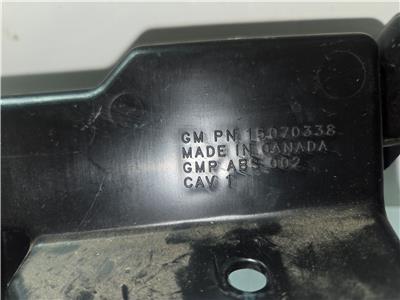 GM PN 15070338
MADE IN CANADA
GMP ABS 002
CAV 1